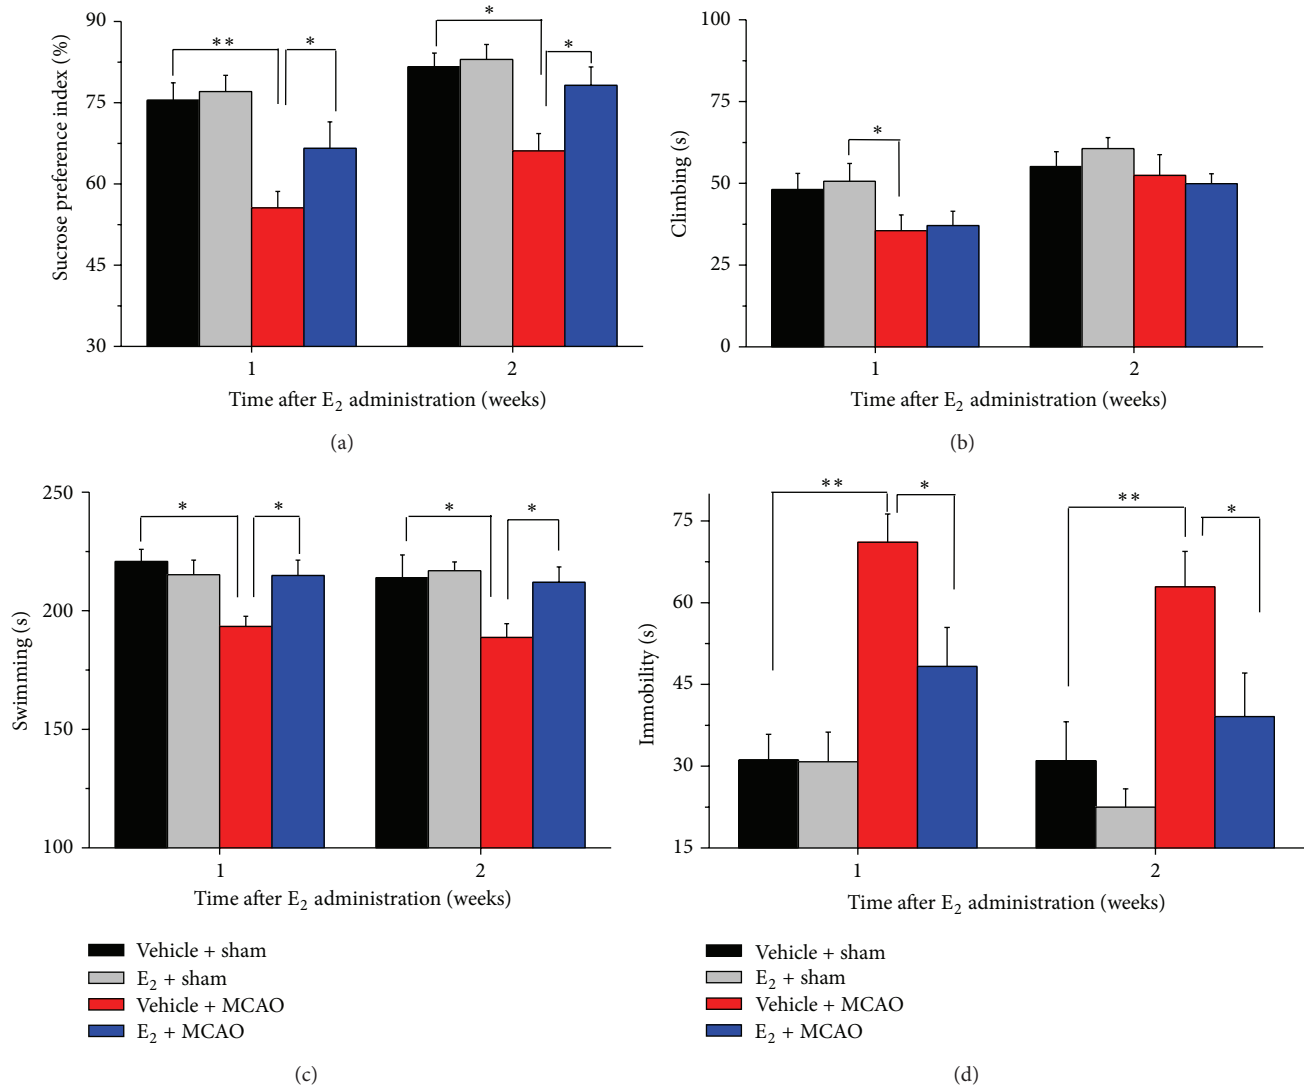 90
75
60
45
30
Sucrose preference index (%)
** * * *
1 2
Time after E2 administration (weeks)
(a)
100
75
50
25
0
Climbing (s)
*
1 2
Time after E2 administration (weeks)
(b)
250
200
150
100
Swimming (s)
* * * *
1 2
Time after E2 administration (weeks)
Vehicle + sham
E2 + sham
Vehicle + MCAO
E2 + MCAO
(c)
75
60
45
30
15
Immobility (s)
** * ** *
1 2
Time after E2 administration (weeks)
Vehicle + sham
E2 + sham
Vehicle + MCAO
E2 + MCAO
(d)